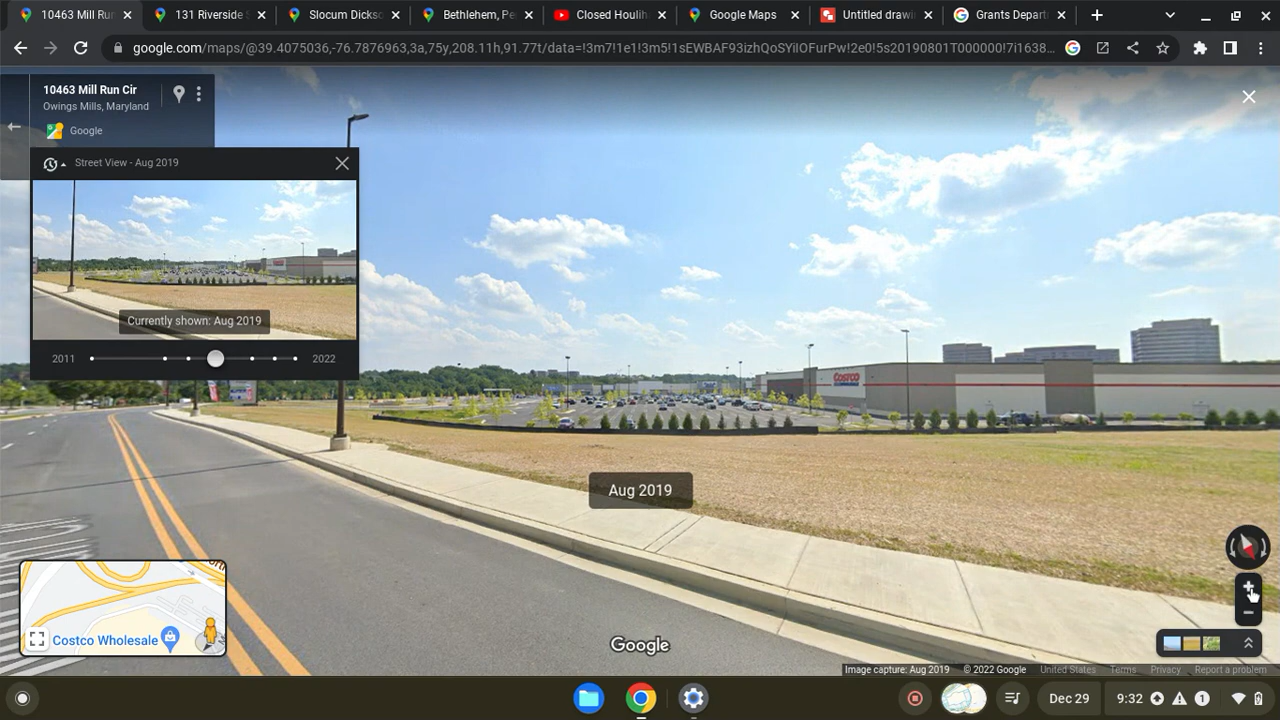 10463 Mill Run
131 Riverside
Slocum Dickso
Bethlehem, Pe
Closed Houlih
Google Maps
Untitled drawi
Grants Depart
google.com/maps/@39.4075036,-76.7876963,3a,75y,208.11h,91.77t/data=!3m7!1e1!3m5!1sEWBAF93izhQoSYiIOFurPw!2e0!5s20190801T000000!7i1638...
10463 Mill Run Cir
Owings Mills, Maryland
Google
Street View - Aug 2019
Currently shown: Aug 2019
2011
2022
COSTCO
Aug 2019
Costco Wholesale
Google
Image capture: Aug 2019 © 2022 Google United States Terms Privacy Report a problem
Dec 29
9:32
1